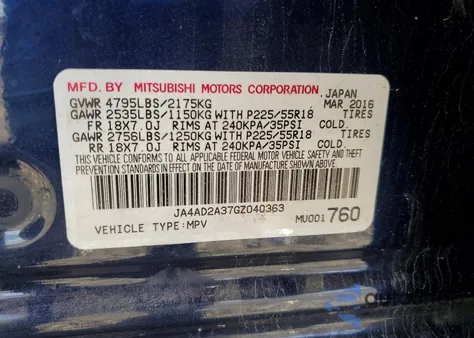 MFD. BY MITSUBISHI MOTORS CORPORATION, JAPAN
GVWR 4795LBS/2175KG MAR 2016
GAWR 2535LBS/1150KG WITH P225/55R18 TIRES
FR 18X7.0J RIMS AT 240KPA/35PSI COLD.
GAWR 2756LBS/1250KG WITH P225/55R18 TIRES
RR 18X7.0J RIMS AT 240KPA/35PSI COLD.
THIS VEHICLE CONFORMS TO ALL APPLICABLE FEDERAL MOTOR VEHICLE SAFETY AND THEFT
PREVENTION STANDARDS IN EFFECT ON THE DATE OF MANUFACTURE SHOWN ABOVE.
JA4AD2A37GZ040363
VEHICLE TYPE:MPV MU001760